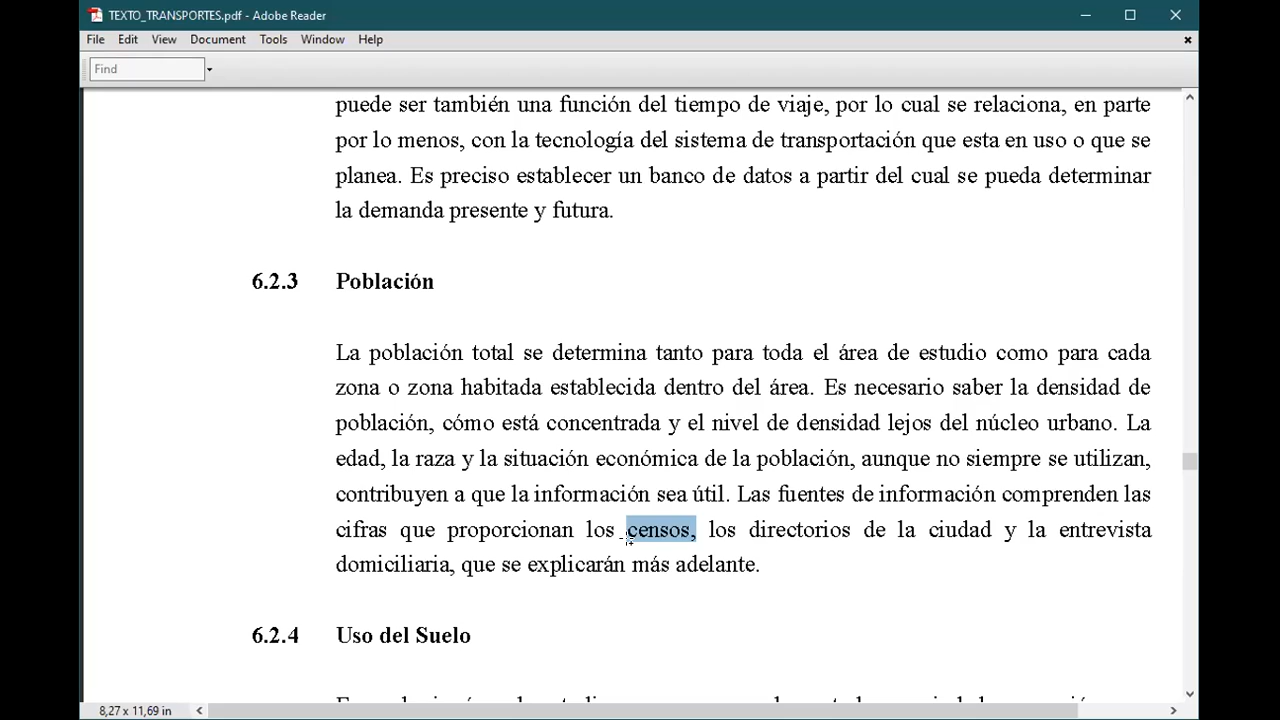 TEXTO_TRANSPORTES.pdf - Adobe Reader
File Edit View Document Tools Window Help
Find
puede ser también una función del tiempo de viaje, por lo cual se relaciona, en parte
por lo menos, con la tecnología del sistema de transportación que esta en uso o que se
planea. Es preciso establecer un banco de datos a partir del cual se pueda determinar
la demanda presente y futura.
6.2.3 Población
La población total se determina tanto para toda el área de estudio como para cada
zona o zona habitada establecida dentro del área. Es necesario saber la densidad de
población, cómo está concentrada y el nivel de densidad lejos del núcleo urbano. La
edad, la raza y la situación económica de la población, aunque no siempre se utilizan,
contribuyen a que la información sea útil. Las fuentes de información comprenden las
cifras que proporcionan los censos, los directorios de la ciudad y la entrevista
domiciliaria, que se explicarán más adelante.
6.2.4 Uso del Suelo
8,27 x 11,69 in